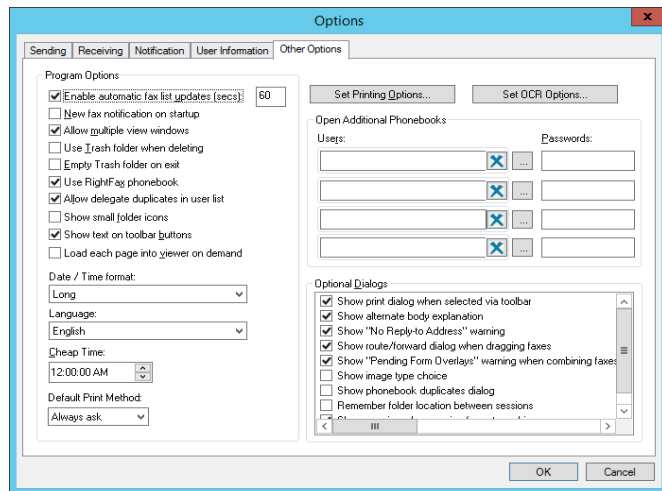 Options
x
Sending Receiving Notification User Information Other Options
Program Options
Enable automatic fax list updates (secs): 60
New fax notification on startup
Allow multiple view windows
Use Trash folder when deleting
Empty Trash folder on exit
Use RightFax phonebook
Allow delegate duplicates in user list
Show small folder icons
Show text on toolbar buttons
Load each page into viewer on demand
Date / Time format:
Long
Language:
English
Cheap Time:
12:00:00 AM
Default Print Method:
Always ask
Set Printing Options... Set OCR Options...
Open Additional Phonebooks
Users: Passwords:
...
...
...
...
Optional Dialogs
Show print dialog when selected via toolbar
Show alternate body explanation
Show "No Reply-to Address" warning
Show route/forward dialog when dragging faxes
Show "Pending Form Overlays" warning when combining faxes
Show image type choice
Show phonebook duplicates dialog
Remember folder location between sessions
OK Cancel